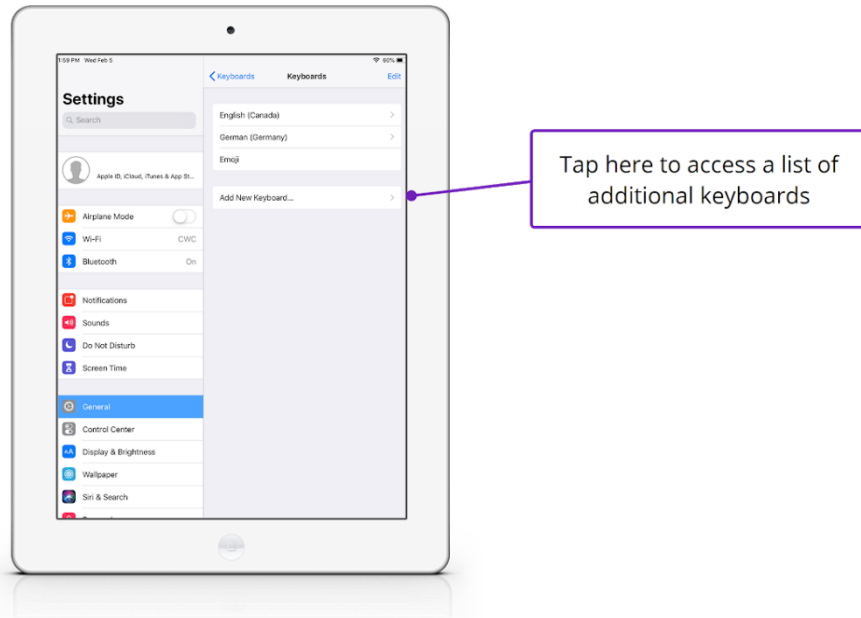 1:59 PM Wed Feb 5
60%
Keyboards
Keyboards
Edit
Settings
Search
Apple ID, iCloud, iTunes & App St...
Airplane Mode
Wi-Fi
CWC
Bluetooth
On
Notifications
Sounds
Do Not Disturb
Screen Time
General
Control Center
AA
Display & Brightness
Wallpaper
Siri & Search
English (Canada)
German (Germany)
Emoji
Add New Keyboard...
Tap here to access a list of
additional keyboards